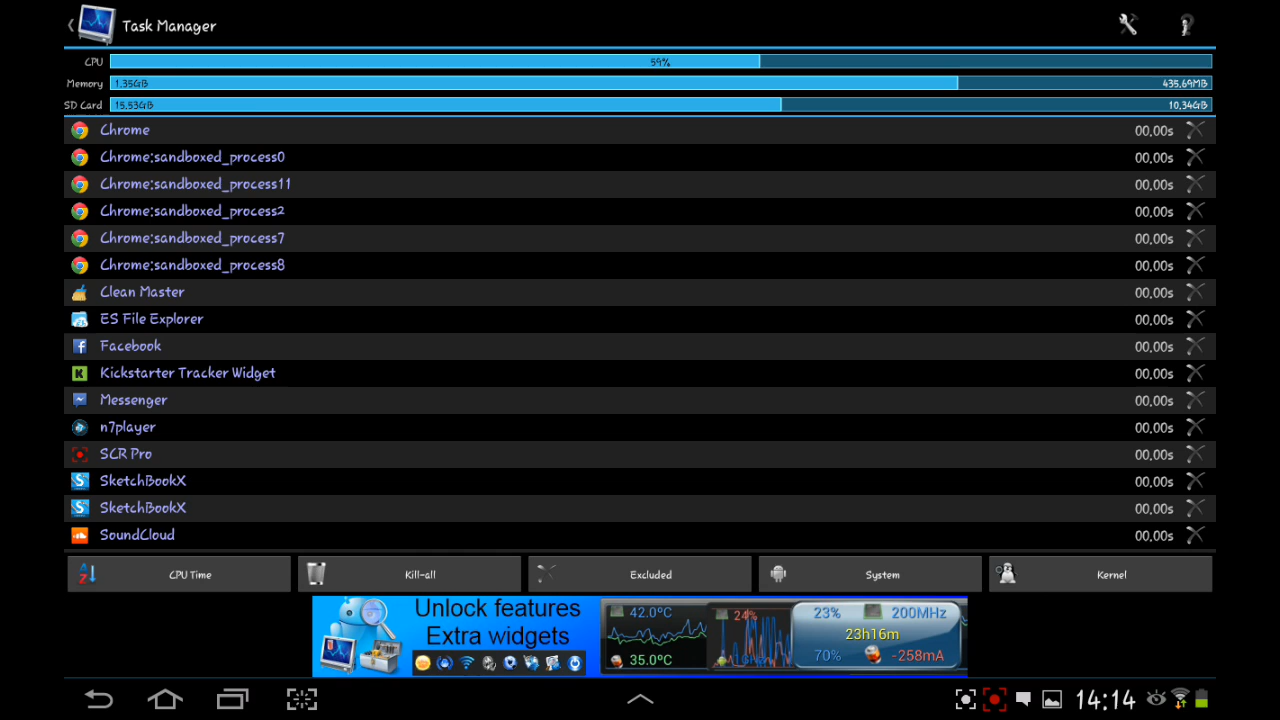 Task Manager
CPU 59%
Memory 1.35GB 435.69MB
SD Card 15.53GB 10.34GB
Chrome 00.00s
Chrome:sandboxed_process0 00.00s
Chrome:sandboxed_process11 00.00s
Chrome:sandboxed_process2 00.00s
Chrome:sandboxed_process7 00.00s
Chrome:sandboxed_process8 00.00s
Clean Master 00.00s
ES File Explorer 00.00s
Facebook 00.00s
Kickstarter Tracker Widget 00.00s
Messenger 00.00s
n7player 00.00s
SCR Pro 00.00s
SketchBookX 00.00s
SketchBookX 00.00s
SoundCloud 00.00s
CPU Time Kill-all Excluded System Kernel
Unlock features
Extra widgets
42.0°C
35.0°C
24%
23% 200MHz
23h16m
70% -258mA
14:14